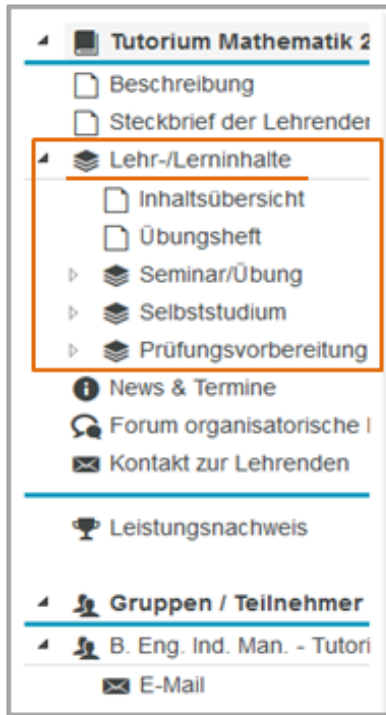 Tutorium Mathematik 2
Beschreibung
Steckbrief der Lehrenden
Lehr-/Lerninhalte
Inhaltsübersicht
Übungsheft
Seminar/Übung
Selbststudium
Prüfungsvorbereitung
News & Termine
Forum organisatorische
Kontakt zur Lehrenden
Leistungsnachweis
Gruppen / Teilnehmer
B. Eng. Ind. Man. - Tutori
E-Mail